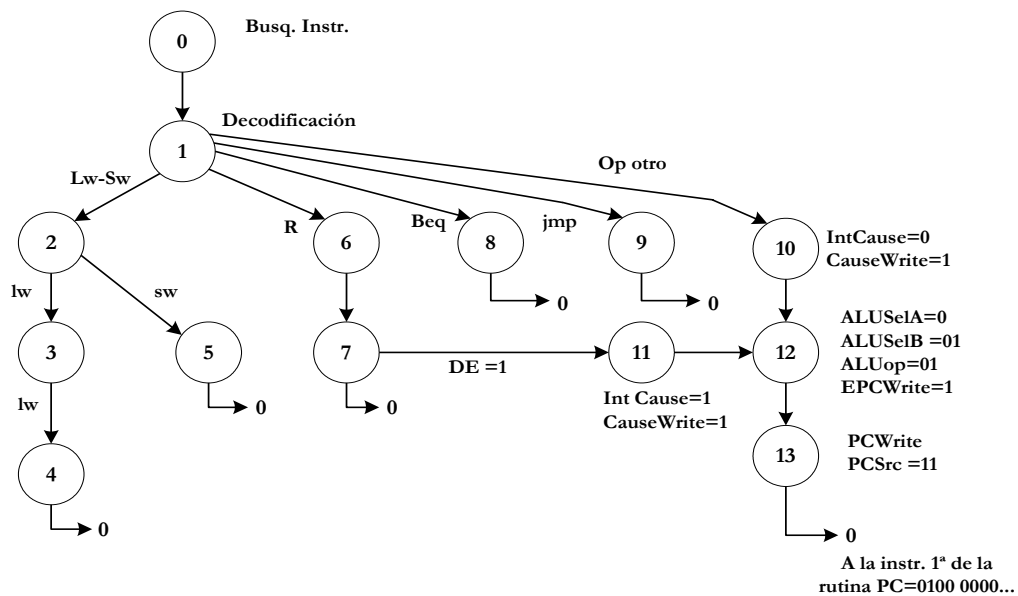 Busq. Instr.
0
Decodificación
1
Op otro
Lw-Sw
R
Beq
jmp
2
6
8
9
10
IntCause=0
CauseWrite=1
lw
sw
0
0
3
5
7
DE =1
11
12
ALUSelA=0
ALUSelB =01
ALUop=01
EPCWrite=1
Int Cause=1
CauseWrite=1
lw
0
0
4
13
PCWrite
PCSrc =11
0
0
A la instr. 1ª de la
rutina PC=0100 0000...